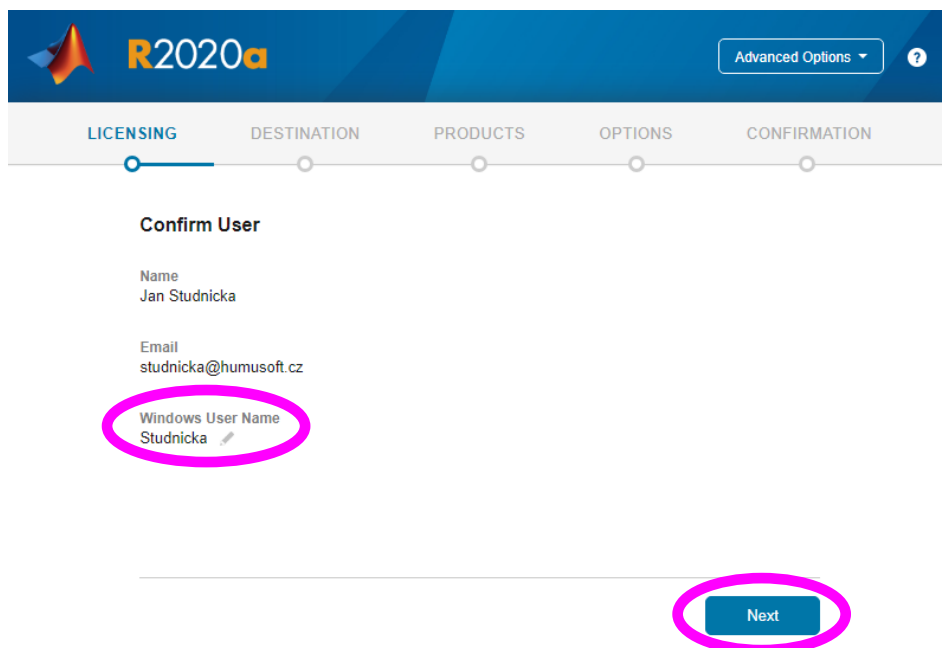 R2020a
Advanced Options
?
LICENSING DESTINATION PRODUCTS OPTIONS CONFIRMATION
Confirm User
Name
Jan Studnicka
Email
studnicka@humusoft.cz
Windows User Name
Studnicka
Next